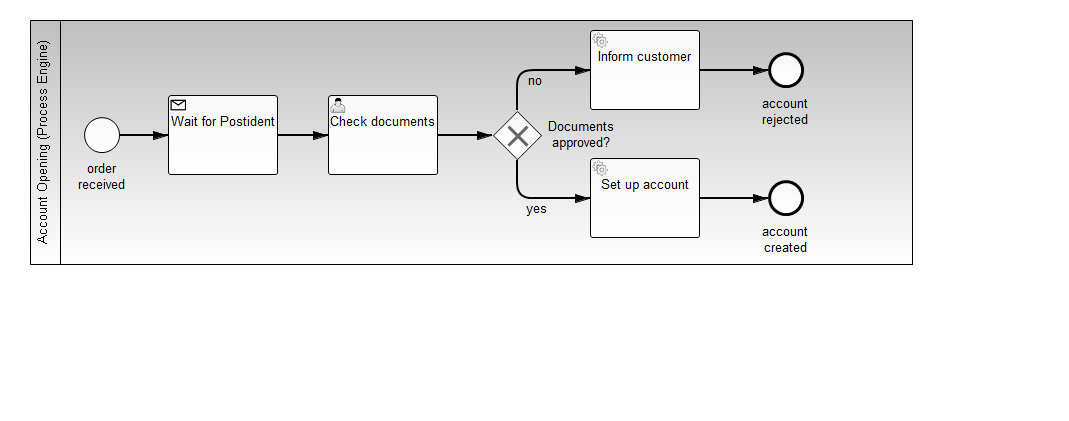 Account Opening (Process Engine)
order
received
Wait for Postident
Check documents
Documents
approved?
no
Inform customer
account
rejected
yes
Set up account
account
created